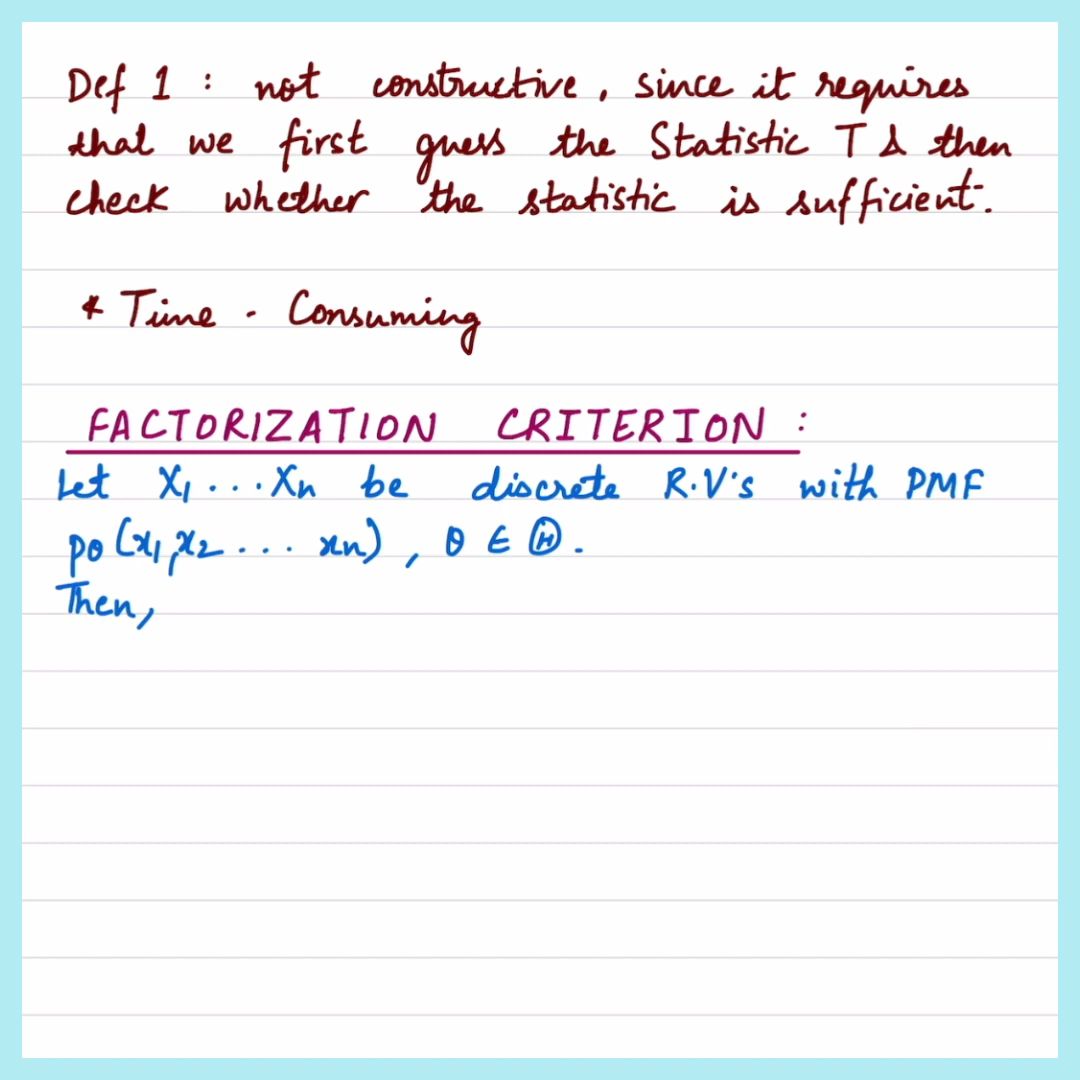 Def 1 : not constructive, since it requires
that we first guess the Statistic T & then
check whether the statistic is sufficient.
* Time - Consuming
FACTORIZATION CRITERION :
Let X₁ ... Xn be discrete R.V's with PMF
pθ (x₁,x₂ ... xn) , θ ∈ Θ.
Then,